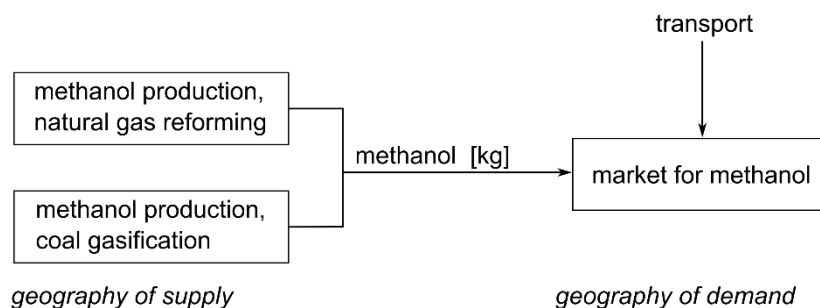 transport
methanol production,
natural gas reforming
methanol [kg]
market for methanol
methanol production,
coal gasification
geography of supply
geography of demand